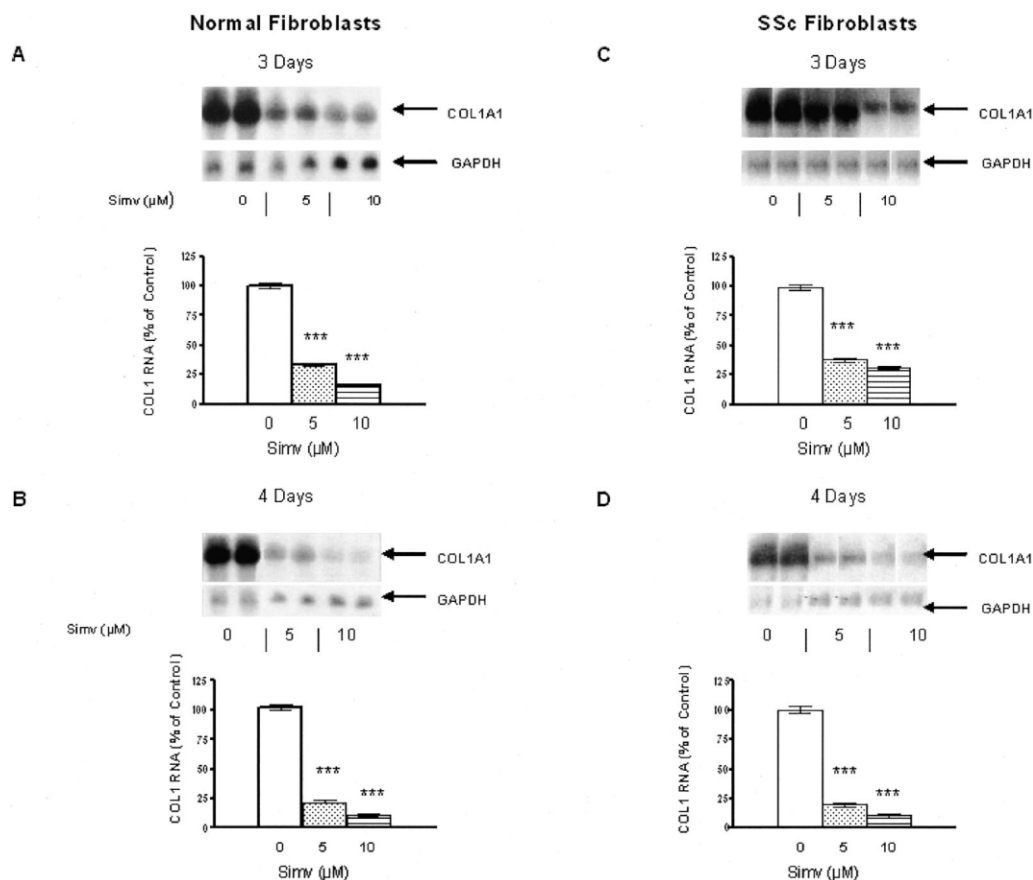 Normal Fibroblasts
A
3 Days
COL1A1
GAPDH
Simv (μM) 0 | 5 | 10
COL1 RNA (% of Control)
125
100
75
50
25
0
***
***
0 5 10
Simv (μM)
B
4 Days
COL1A1
GAPDH
Simv (μM) 0 | 5 | 10
COL1 RNA (% of Control)
125
100
75
50
25
0
***
***
0 5 10
Simv (μM)
SSc Fibroblasts
C
3 Days
COL1A1
GAPDH
0 | 5 | 10
COL1 RNA (% of Control)
125
100
75
50
25
0
***
***
0 5 10
Simv (μM)
D
4 Days
COL1A1
GAPDH
0 | 5 | 10
COL1 RNA (% of Control)
125
100
75
50
25
0
***
***
0 5 10
Simv (μM)